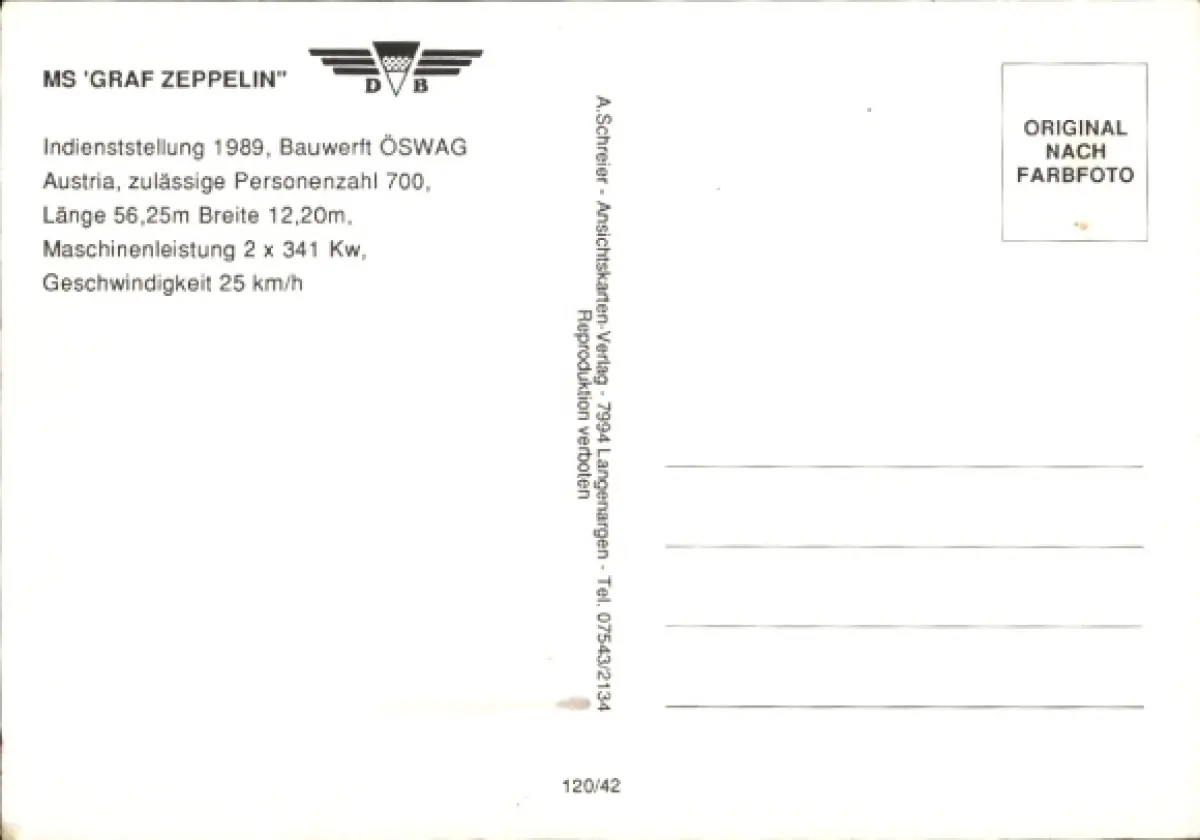 MS 'GRAF ZEPPELIN"
D B
Indienststellung 1989, Bauwerft ÖSWAG
Austria, zulässige Personenzahl 700,
Länge 56,25m Breite 12,20m,
Maschinenleistung 2 x 341 Kw,
Geschwindigkeit 25 km/h
A.Schreier - Ansichtskarten-Verlag - 7994 Langenargen - Tel. 07543/2134
Reproduktion verboten
ORIGINAL
NACH
FARBFOTO
120/42